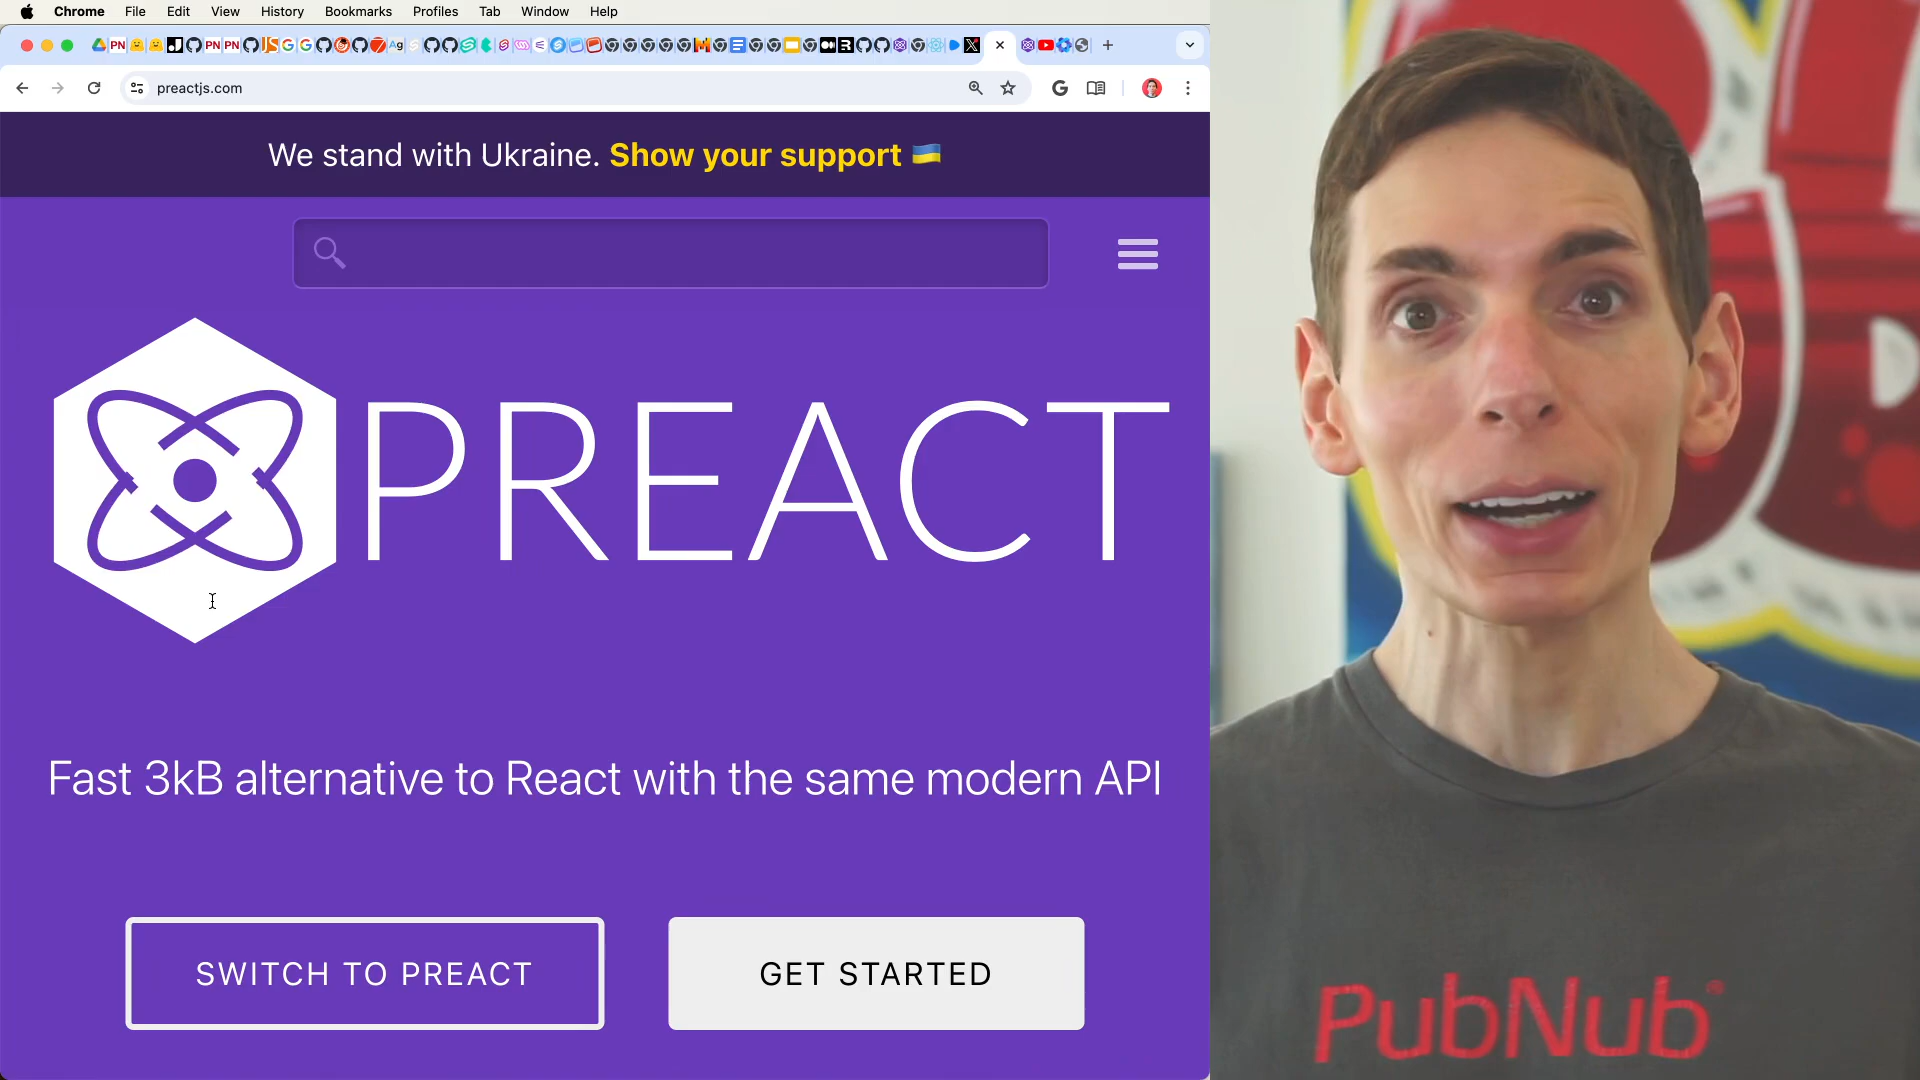 Chrome File Edit View History Bookmarks Profiles Tab Window Help
preactjs.com
We stand with Ukraine. Show your support
PREACT
Fast 3kB alternative to React with the same modern API
SWITCH TO PREACT
GET STARTED
PubNub®